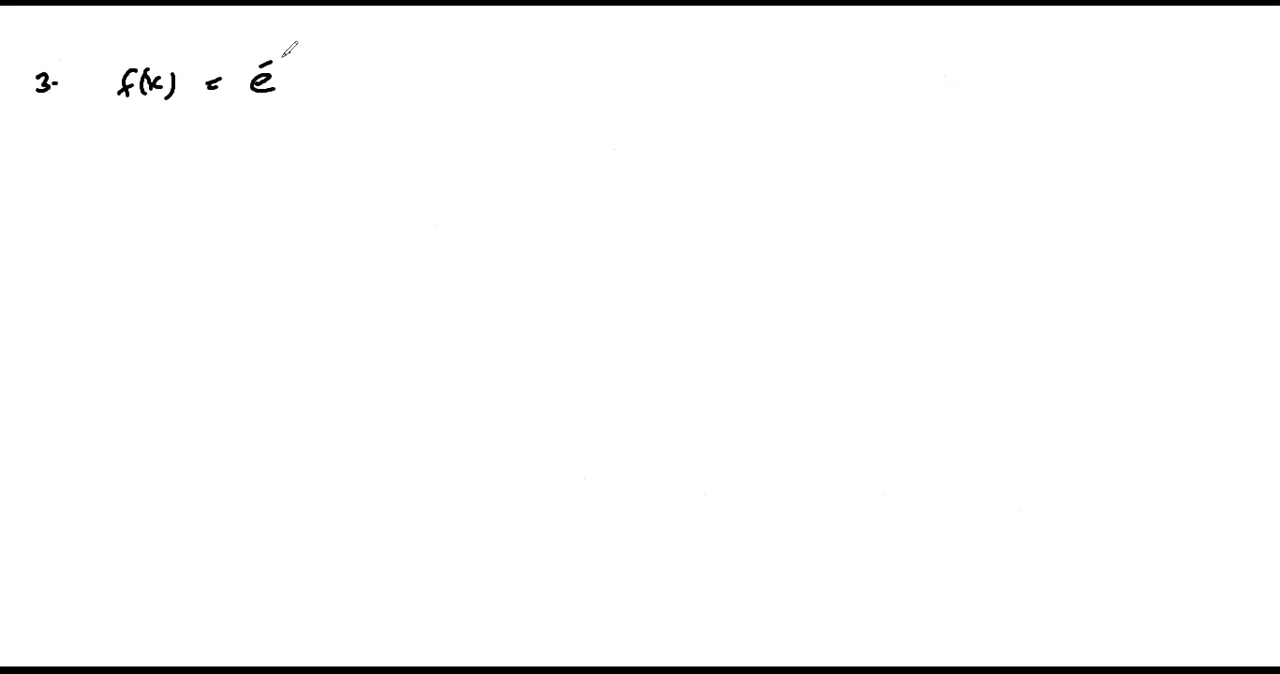 3. f(x) = e⁻